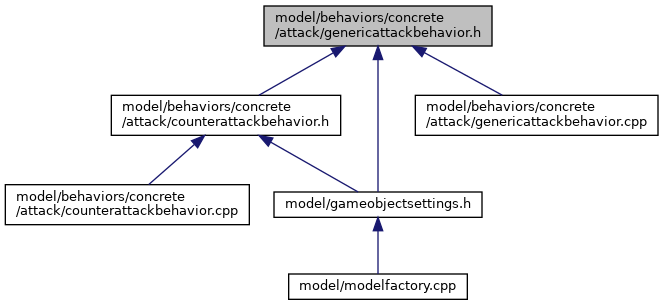 model/behaviors/concrete
/attack/genericattackbehavior.h
model/behaviors/concrete
/attack/counterattackbehavior.h
model/behaviors/concrete
/attack/genericattackbehavior.cpp
model/behaviors/concrete
/attack/counterattackbehavior.cpp
model/gameobjectsettings.h
model/modelfactory.cpp